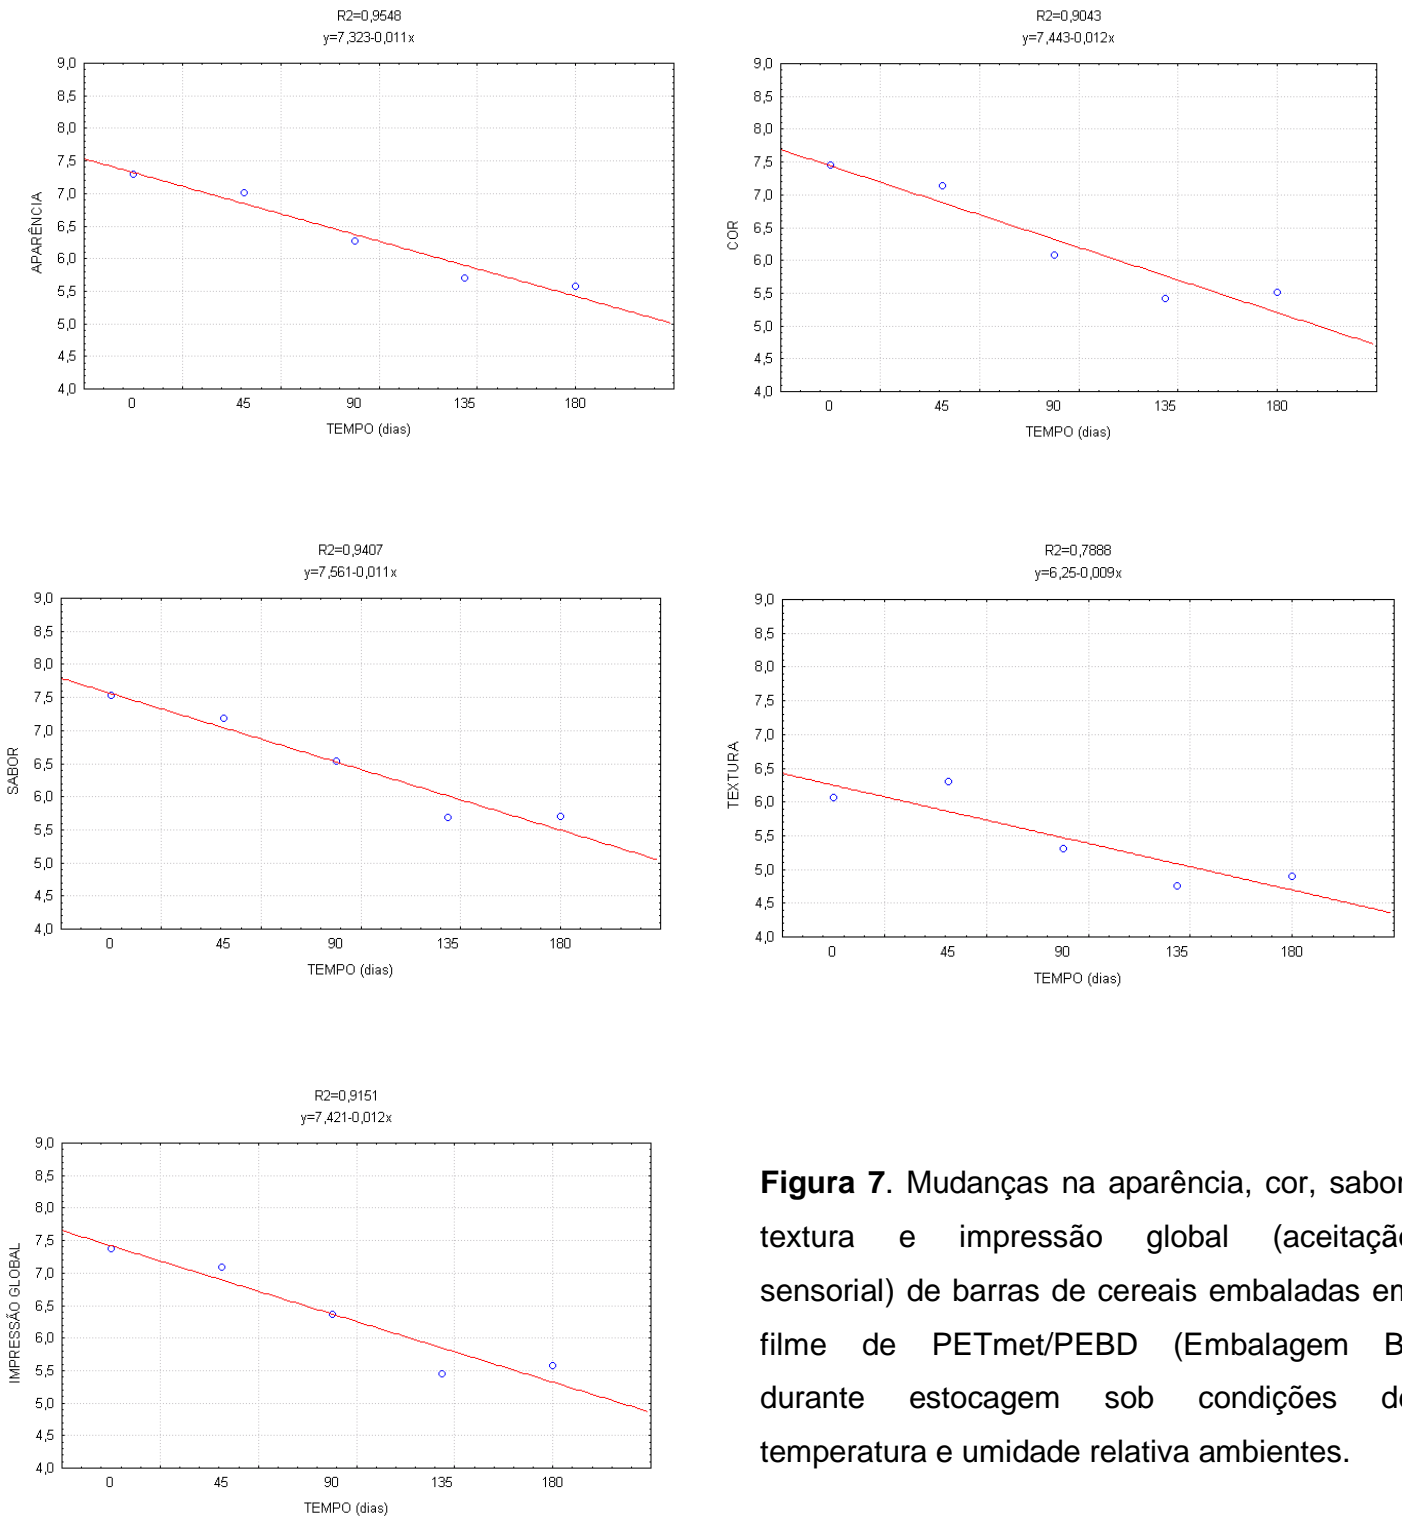 R2=0,9548
y=7,323-0,011x
9,0
8,5
8,0
7,5
7,0
6,5
6,0
5,5
5,0
4,5
4,0
APARÊNCIA
0 45 90 135 180
TEMPO (dias)
R2=0,9043
y=7,443-0,012x
9,0
8,5
8,0
7,5
7,0
6,5
6,0
5,5
5,0
4,5
4,0
COR
0 45 90 135 180
TEMPO (dias)
R2=0,9407
y=7,561-0,011x
9,0
8,5
8,0
7,5
7,0
6,5
6,0
5,5
5,0
4,5
4,0
SABOR
0 45 90 135 180
TEMPO (dias)
R2=0,7888
y=6,25-0,009x
9,0
8,5
8,0
7,5
7,0
6,5
6,0
5,5
5,0
4,5
4,0
TEXTURA
0 45 90 135 180
TEMPO (dias)
R2=0,9151
y=7,421-0,012x
9,0
8,5
8,0
7,5
7,0
6,5
6,0
5,5
5,0
4,5
4,0
IMPRESSÃO GLOBAL
0 45 90 135 180
TEMPO (dias)
Figura 7. Mudanças na aparência, cor, sabor
textura e impressão global (aceitação
sensorial) de barras de cereais embaladas em
filme de PETmet/PEBD (Embalagem B
durante estocagem sob condições de
temperatura e umidade relativa ambientes.